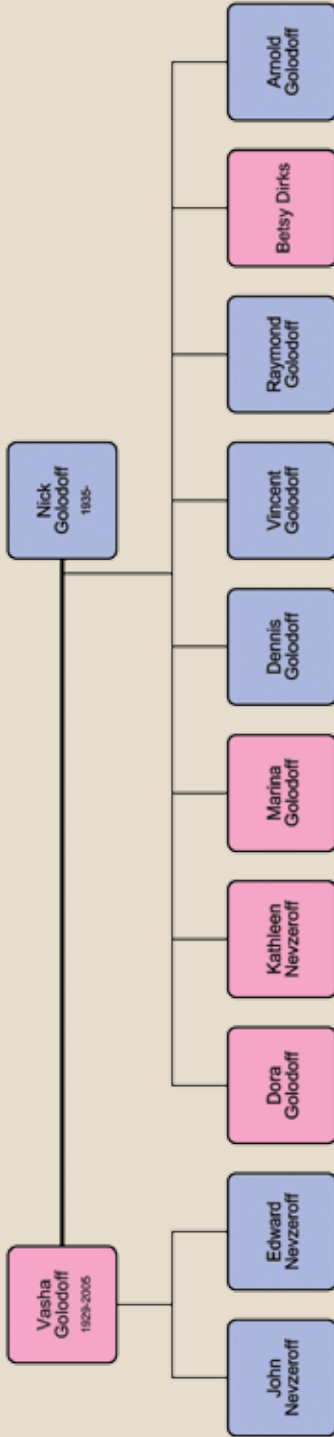 Vasha
Golodoff
1929-2005
Nick
Golodoff
1935-
John
Nevzeroff
Edward
Nevzeroff
Dora
Golodoff
Kathleen
Nevzeroff
Marina
Golodoff
Dennis
Golodoff
Vincent
Golodoff
Raymond
Golodoff
Betsy Dirks
Arnold
Golodoff